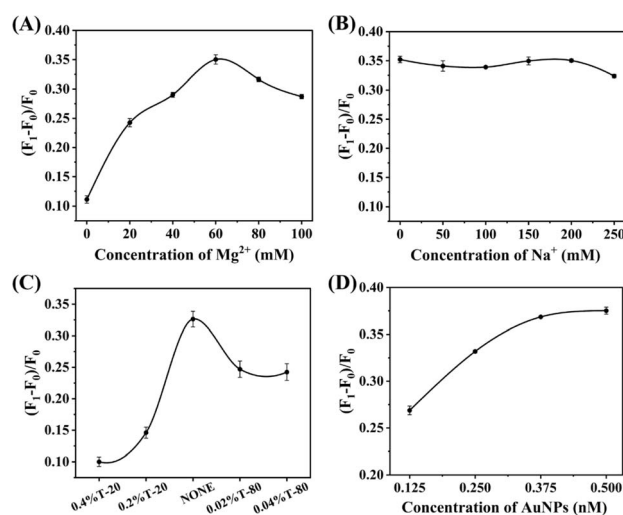 (A)
(F₁-F₀)/F₀
0.40
0.35
0.30
0.25
0.20
0.15
0.10
0 20 40 60 80 100
Concentration of Mg²⁺ (mM)
(B)
(F₁-F₀)/F₀
0.40
0.35
0.30
0.25
0.20
0.15
0.10
0 50 100 150 200 250
Concentration of Na⁺ (mM)
(C)
(F₁-F₀)/F₀
0.35
0.30
0.25
0.20
0.15
0.10
0.4%T-20 0.2%T-20 NONE 0.02%T-80 0.04%T-80
(D)
(F₁-F₀)/F₀
0.40
0.35
0.30
0.25
0.20
0.125 0.250 0.375 0.500
Concentration of AuNPs (nM)